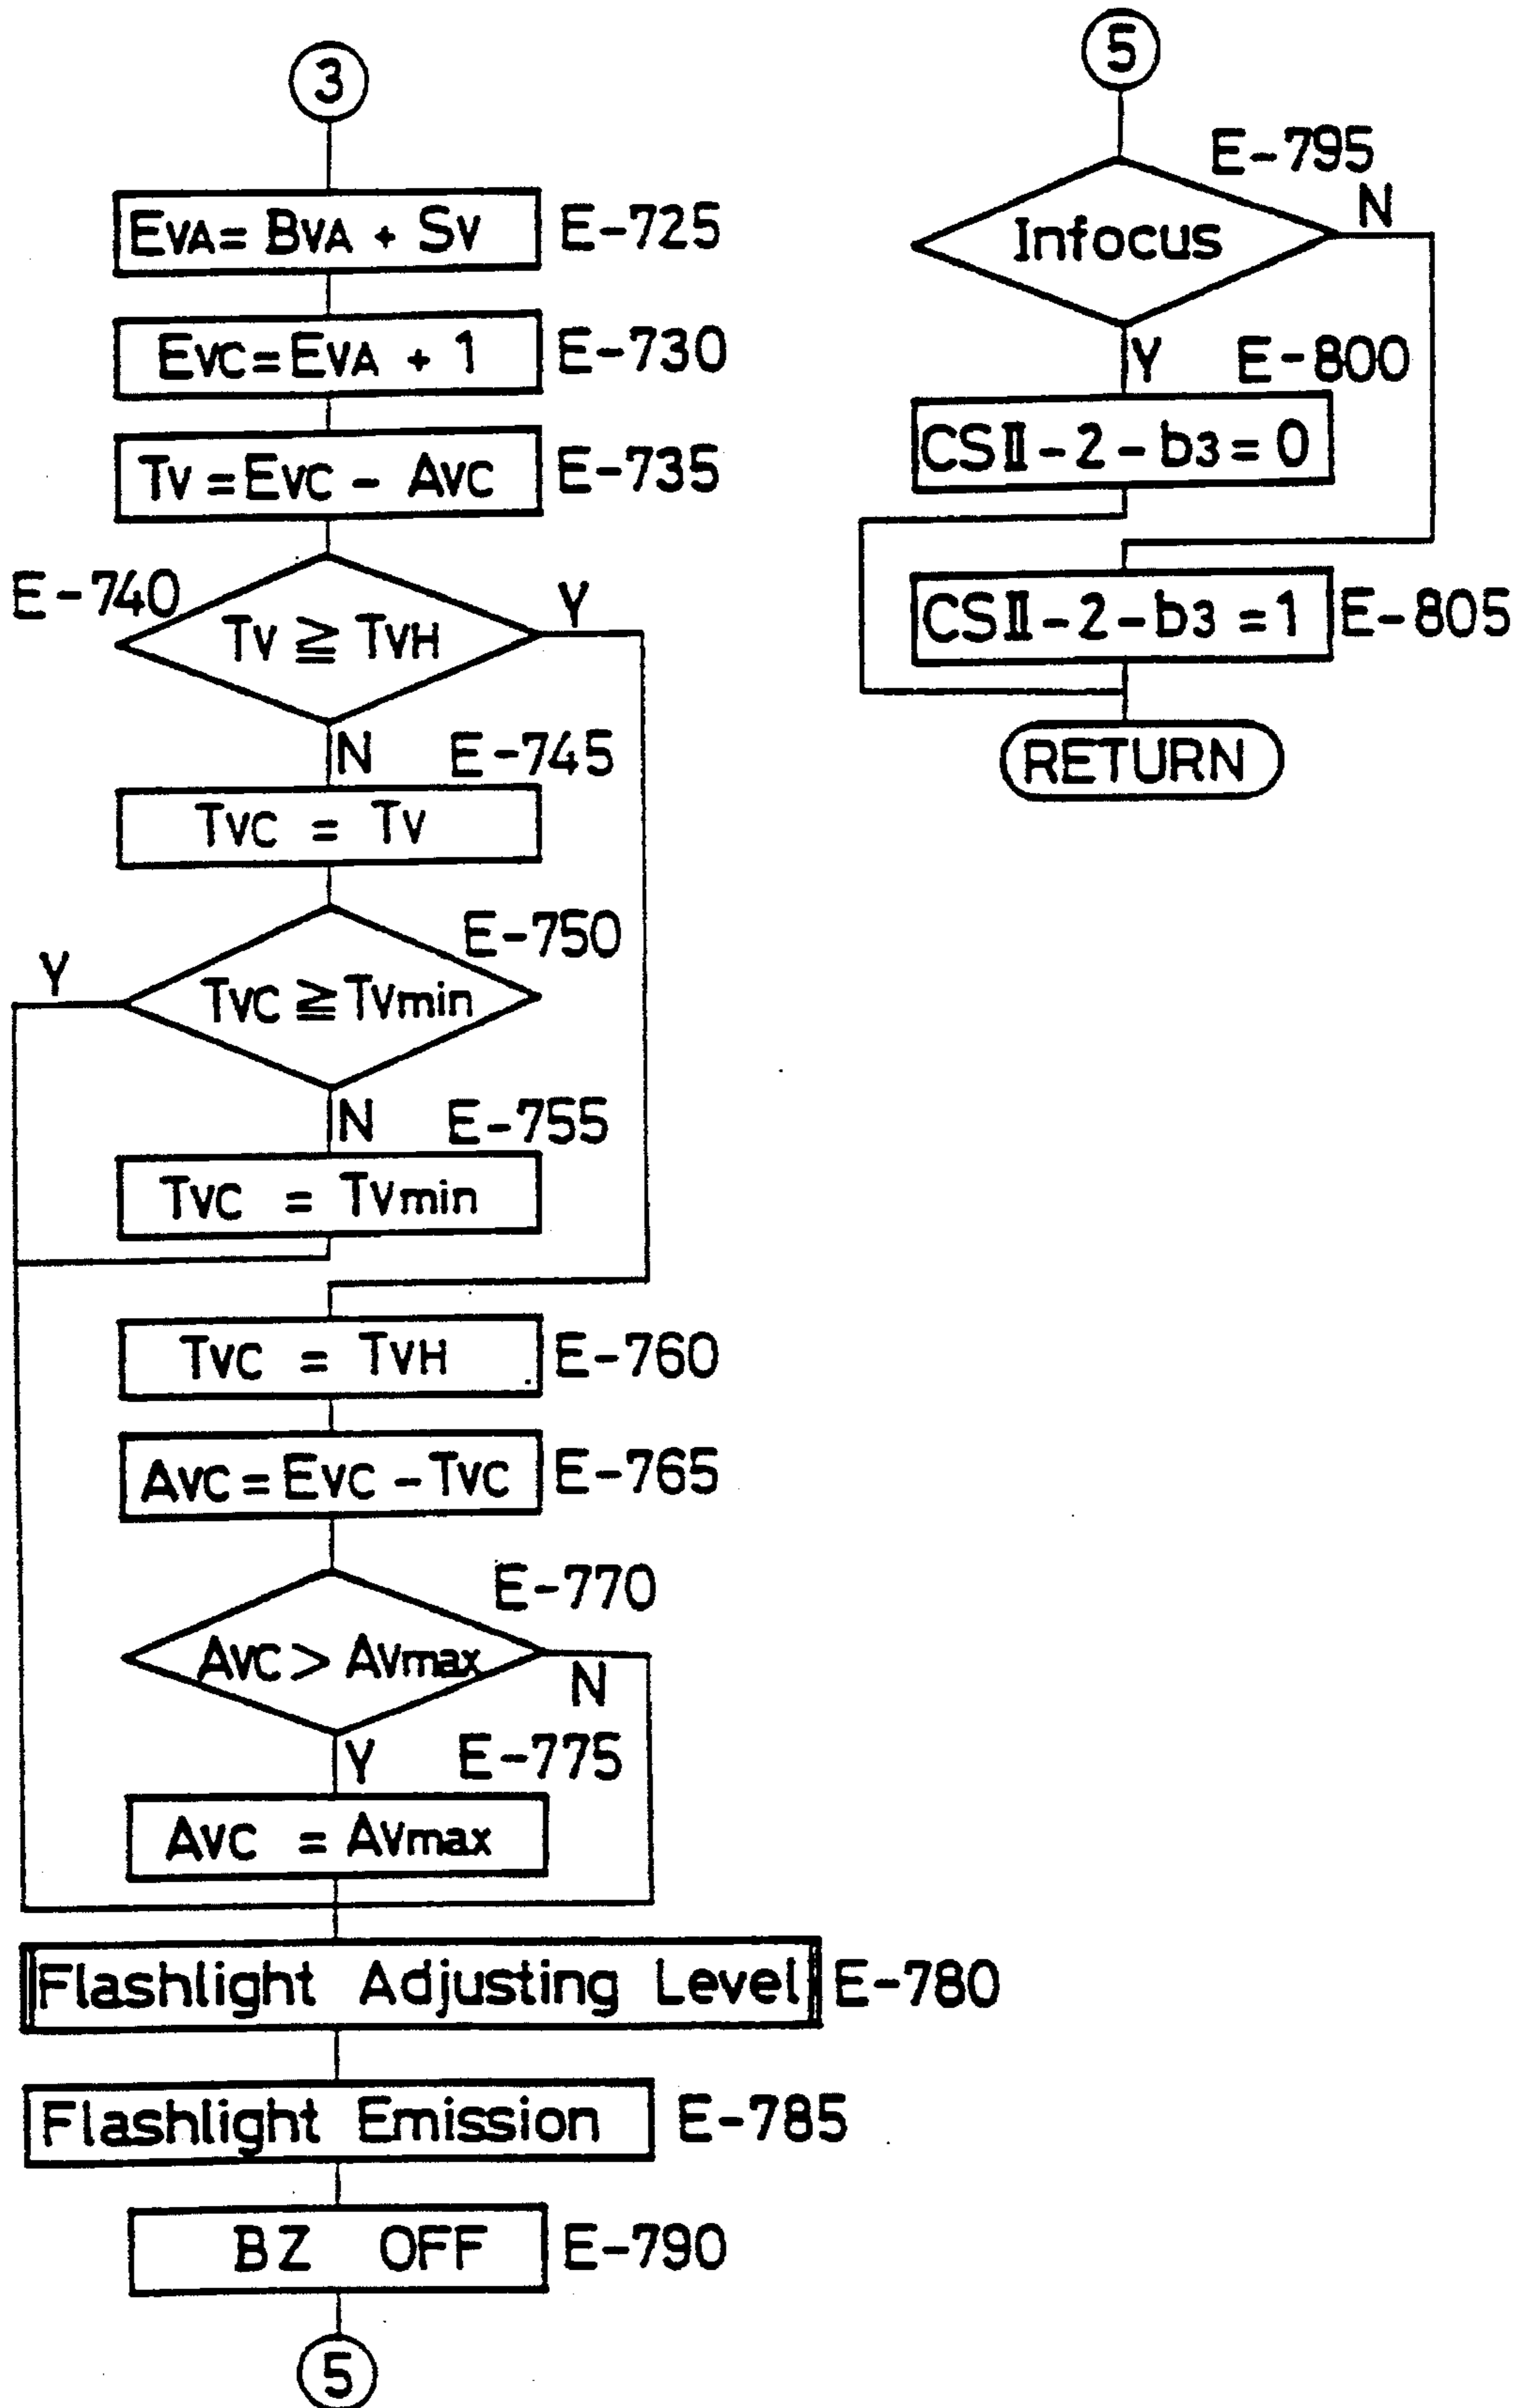 3
EVA = BVA + SV E-725
EVC = EVA + 1 E-730
TV = EVC - AVC E-735
E-740
TV ≧ TVH Y
N E-745
TVC = TV
E-750
Y TVC ≧ TVmin
N E-755
TVC = TVmin
TVC = TVH E-760
AVC = EVC - TVC E-765
E-770
AVC > AVmax N
Y E-775
AVC = AVmax
Flashlight Adjusting Level E-780
Flashlight Emission E-785
BZ OFF E-790
5
5
E-795
Infocus N
Y E-800
CSII-2-b3 = 0
CSII-2-b3 = 1 E-805
RETURN